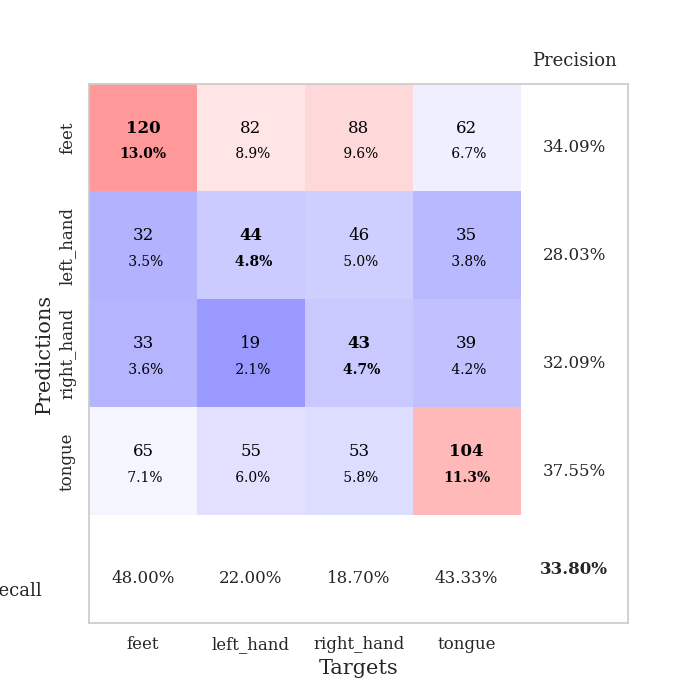 Precision
feet
120 82 88 62 34.09%
13.0% 8.9% 9.6% 6.7%
left_hand
32 44 46 35 28.03%
3.5% 4.8% 5.0% 3.8%
Predictions
right_hand
33 19 43 39 32.09%
3.6% 2.1% 4.7% 4.2%
tongue
65 55 53 104 37.55%
7.1% 6.0% 5.8% 11.3%
ecall 48.00% 22.00% 18.70% 43.33% 33.80%
feet left_hand right_hand tongue
Targets